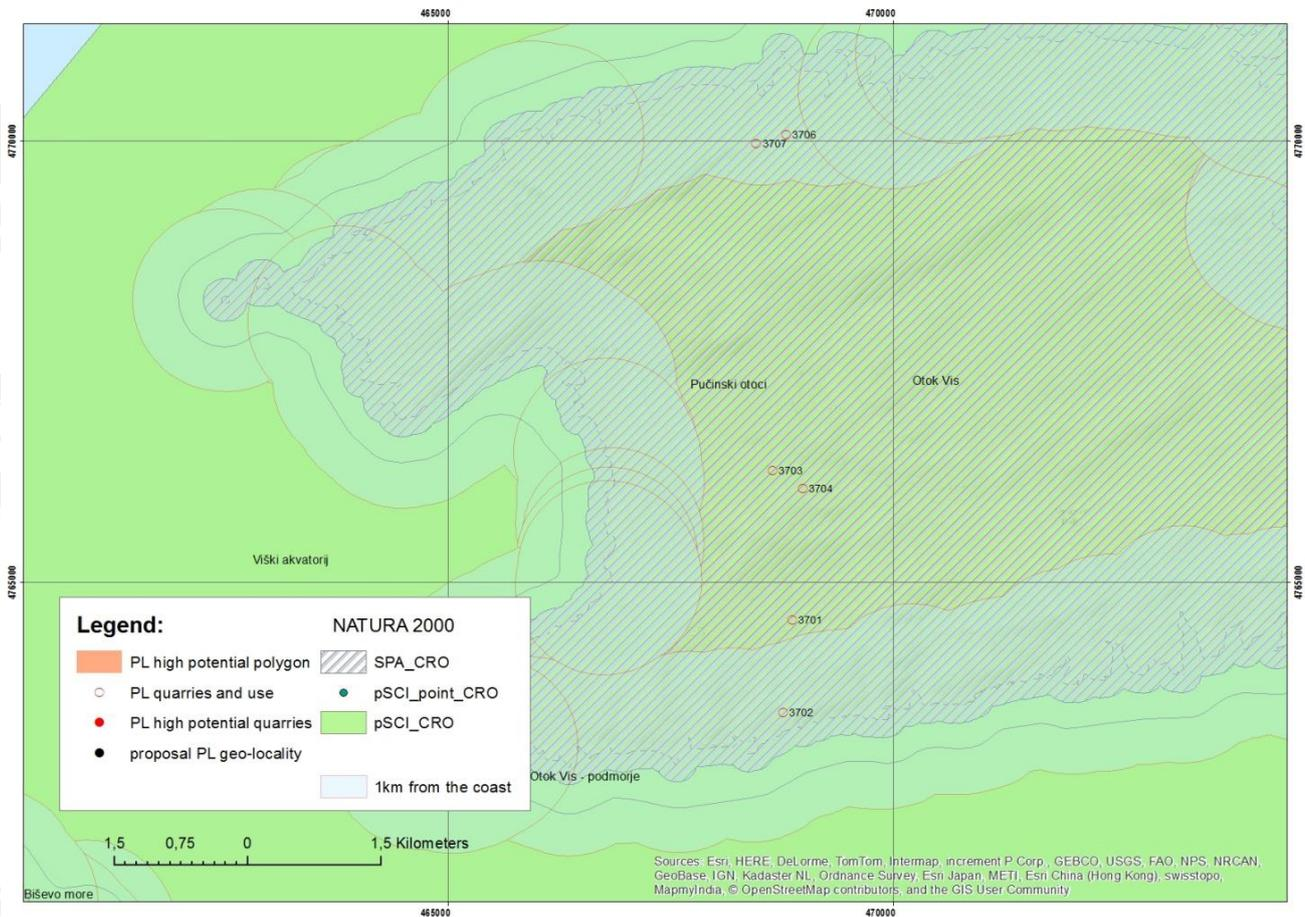 465000
470000
4770000
4770000
3706
3707
Pučinski otoci
Otok Vis
3703
3704
Viški akvatorij
4765000
4765000
3701
3702
Legend:
NATURA 2000
PL high potential polygon
SPA_CRO
PL quarries and use
pSCI_point_CRO
PL high potential quarries
pSCI_CRO
proposal PL geo-locality
1km from the coast
Otok Vis - podmorje
1,5 0,75 0 1,5 Kilometers
Sources: Esri, HERE, DeLorme, TomTom, Intermap, increment P Corp., GEBCO, USGS, FAO, NPS, NRCAN,
GeoBase, IGN, Kadaster NL, Ordnance Survey, Esri Japan, METI, Esri China (Hong Kong), swisstopo,
MapmyIndia, © OpenStreetMap contributors, and the GIS User Community
Biševo more
465000
470000